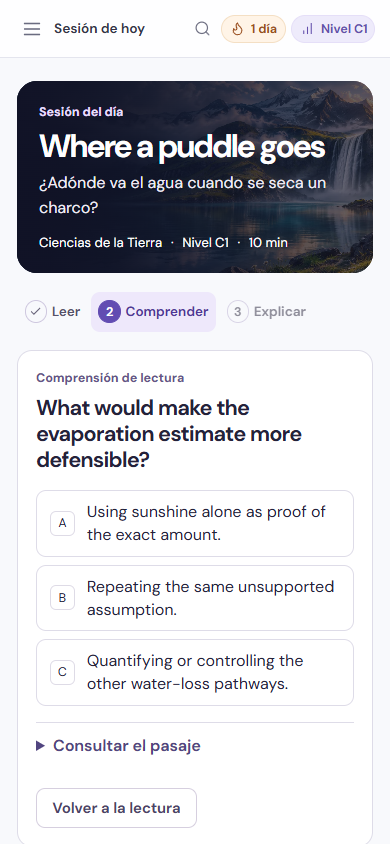 Sesión de hoy
1 día
Nivel C1
Sesión del día
Where a puddle goes
¿Adónde va el agua cuando se seca un
charco?
Ciencias de la Tierra · Nivel C1 · 10 min
Leer
2 Comprender
3 Explicar
Comprensión de lectura
What would make the
evaporation estimate more
defensible?
A
Using sunshine alone as proof of
the exact amount.
B
Repeating the same unsupported
assumption.
C
Quantifying or controlling the
other water-loss pathways.
Consultar el pasaje
Volver a la lectura